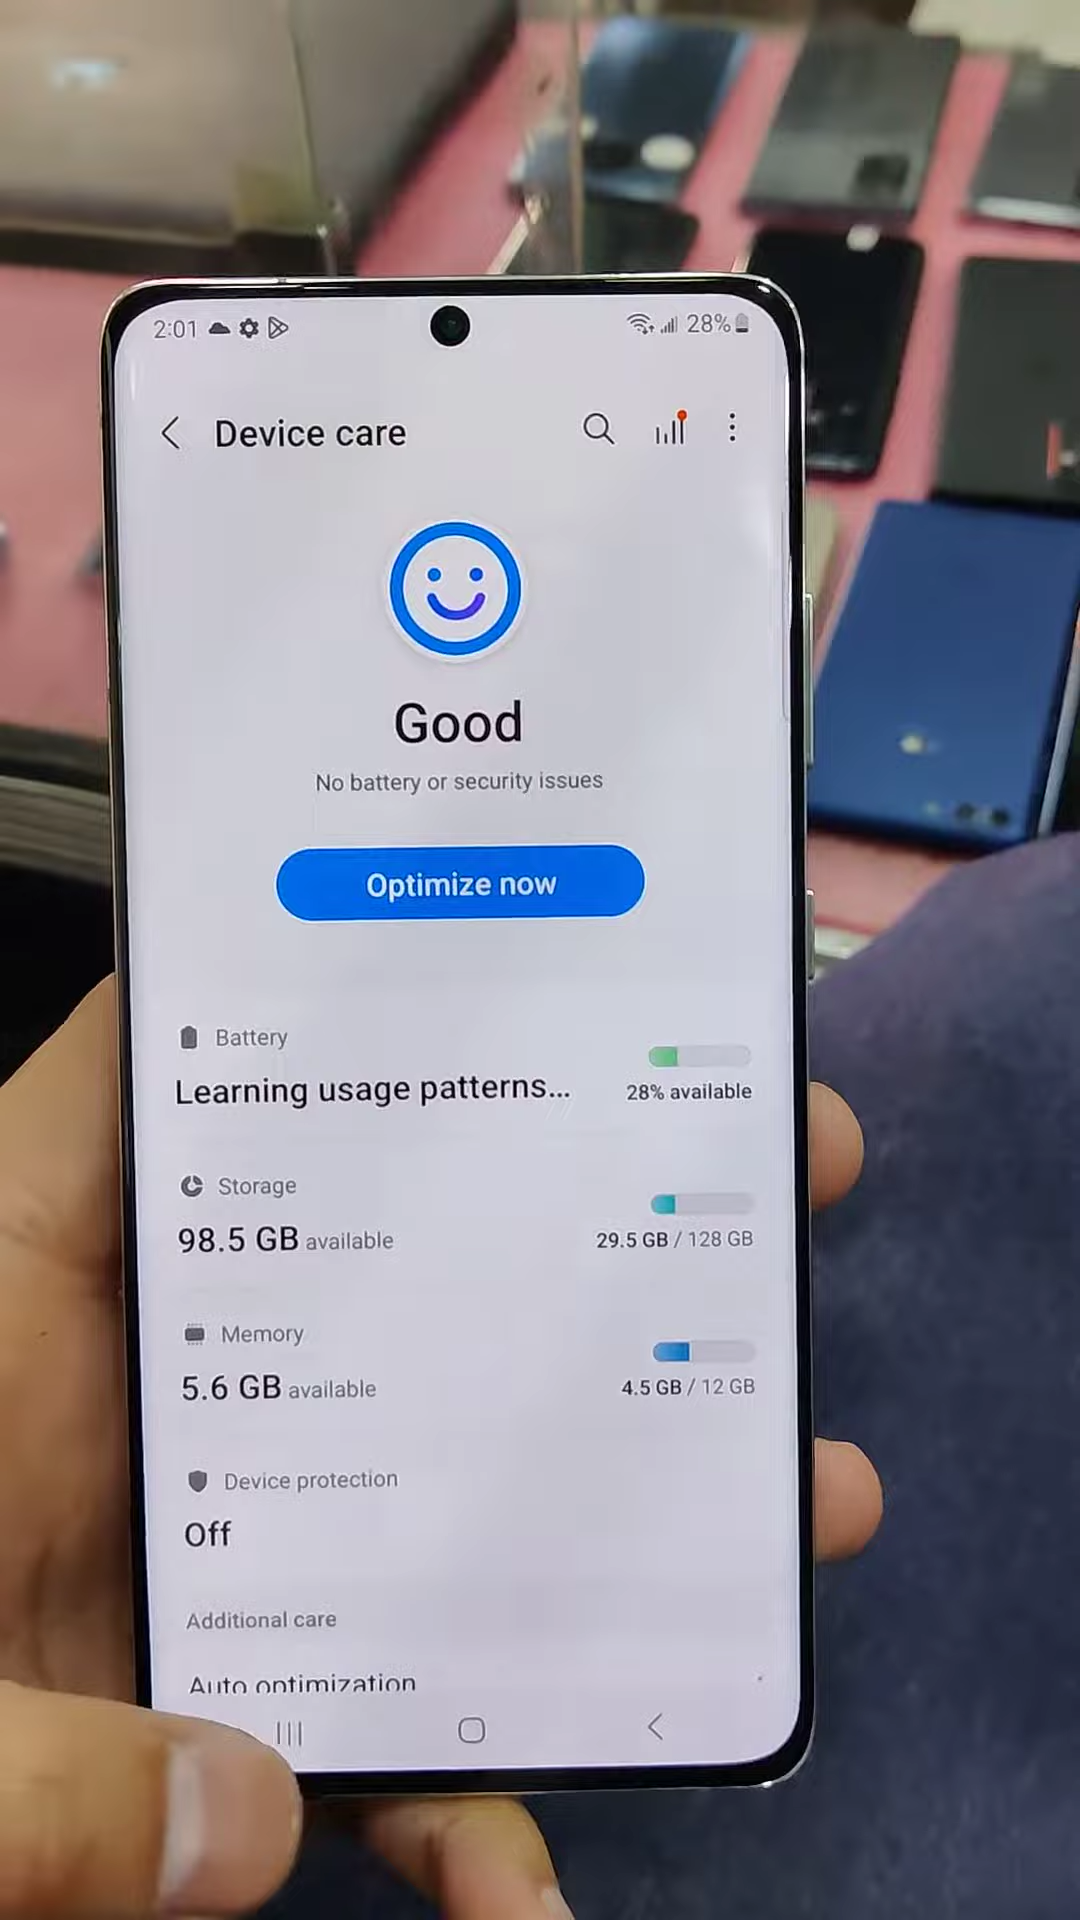 2:01 28%
Device care
Good
No battery or security issues
Optimize now
Battery
Learning usage patterns...
28% available
Storage
98.5 GB available
29.5 GB / 128 GB
Memory
5.6 GB available
4.5 GB / 12 GB
Device protection
Off
Additional care
Auto optimization